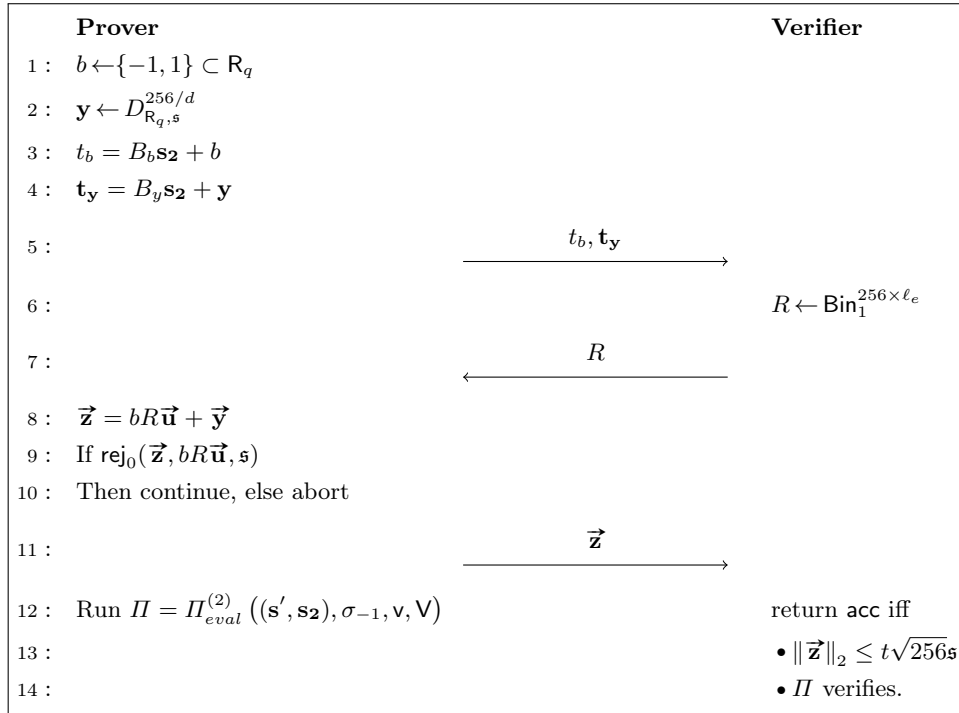 Prover Verifier
1 : b ← {−1, 1} ⊂ R_q
2 : y ← D^{256/d}_{R_q,𝔰}
3 : t_b = B_b s_2 + b
4 : t_y = B_y s_2 + y
5 : t_b, t_y
6 : R ← Bin_1^{256×ℓ_e}
7 : R
8 : z⃗ = bRu⃗ + y⃗
9 : If rej_0(z⃗, bRu⃗, 𝔰)
10 : Then continue, else abort
11 : z⃗
12 : Run Π = Π^{(2)}_{eval} ((s′, s_2), σ_{−1}, v, V) return acc iff
13 : • ‖z⃗‖_2 ≤ t√256𝔰
14 : • Π verifies.